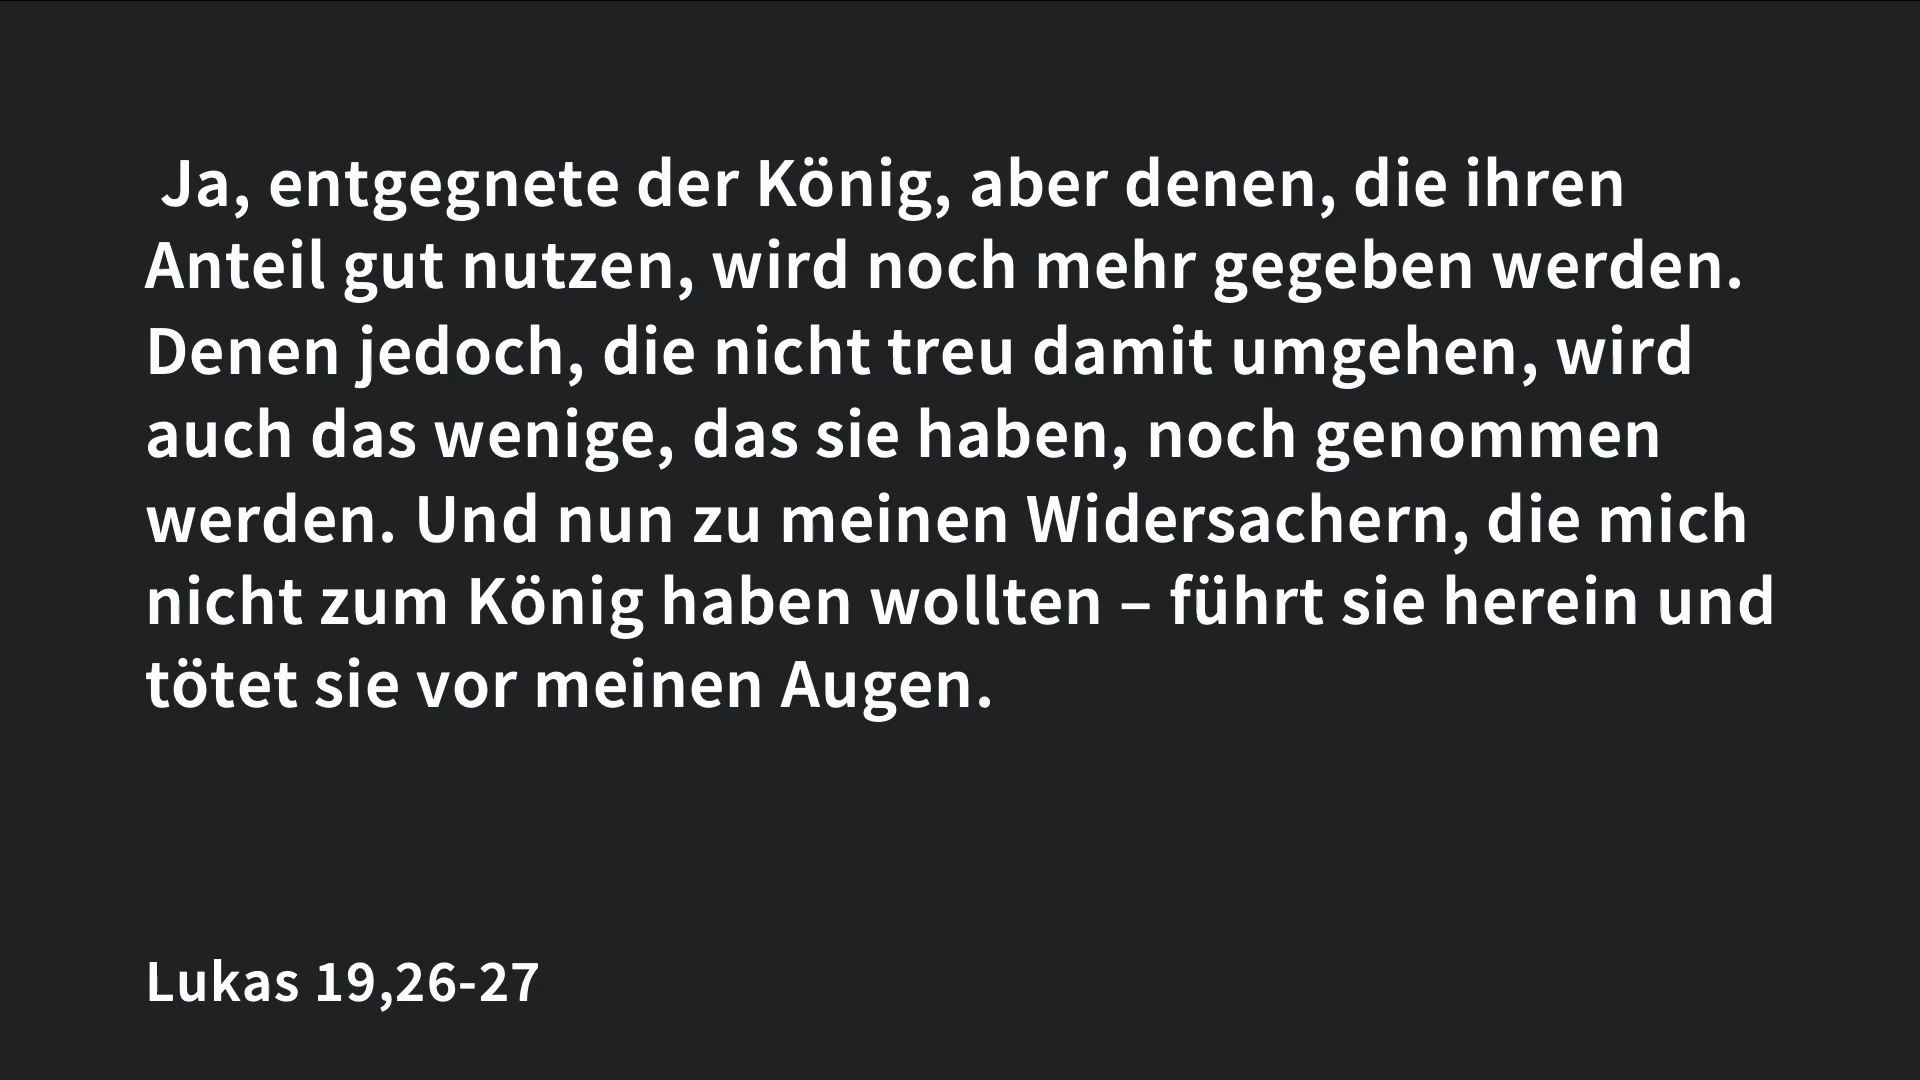 Ja, entgegnete der König, aber denen, die ihren
Anteil gut nutzen, wird noch mehr gegeben werden.
Denen jedoch, die nicht treu damit umgehen, wird
auch das wenige, das sie haben, noch genommen
werden. Und nun zu meinen Widersachern, die mich
nicht zum König haben wollten – führt sie herein und
tötet sie vor meinen Augen.
Lukas 19,26-27